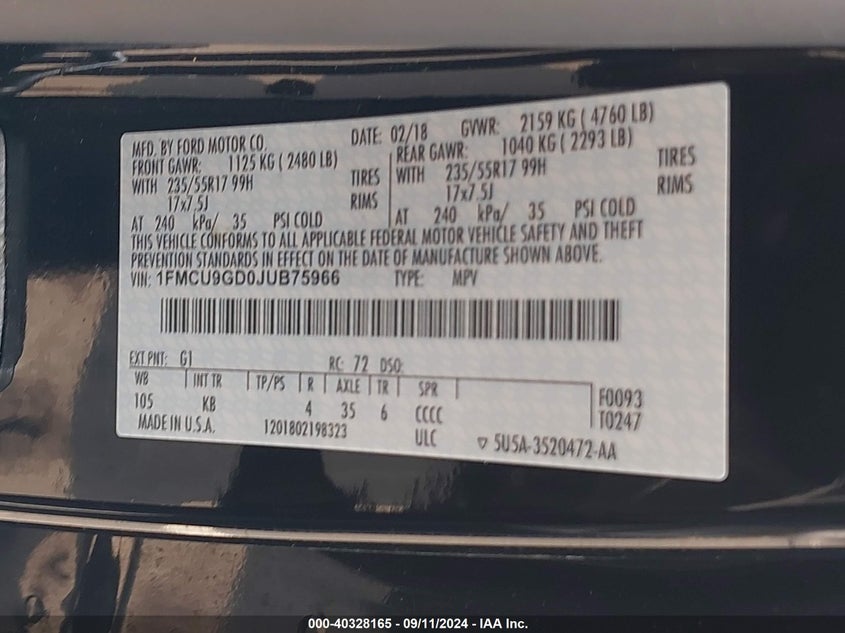 MFD. BY FORD MOTOR CO. DATE: 02/18 GVWR: 2159 KG ( 4760 LB)
FRONT GAWR: 1125 KG ( 2480 LB) REAR GAWR: 1040 KG ( 2293 LB)
WITH 235/55R17 99H TIRES WITH 235/55R17 99H TIRES
17x7.5J RIMS 17x7.5J RIMS
AT 240 kPa/ 35 PSI COLD AT 240 kPa/ 35 PSI COLD
THIS VEHICLE CONFORMS TO ALL APPLICABLE FEDERAL MOTOR VEHICLE SAFETY AND THEFT
PREVENTION STANDARDS IN EFFECT ON THE DATE OF MANUFACTURE SHOWN ABOVE.
VIN: 1FMCU9GD0JUB75966 TYPE: MPV
EXT PNT: G1 RC: 72 DSO:
WB INT TR TP/PS R AXLE TR SPR
105 KB 4 35 6 CCCC F0093
MADE IN U.S.A. 1201802198323 ULC T0247
5U5A-3520472-AA
000-40328165 - 09/11/2024 - IAA Inc.